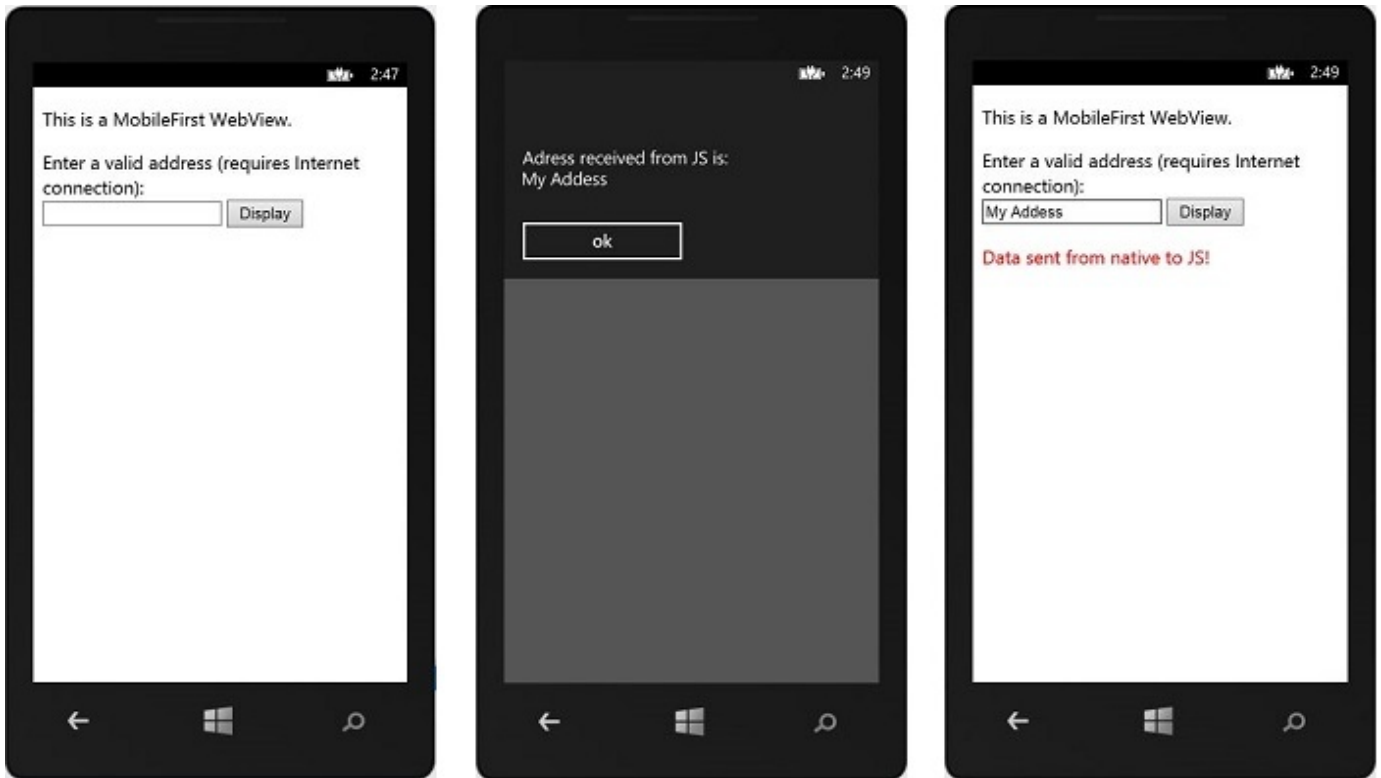 2:47
This is a MobileFirst WebView.
Enter a valid address (requires Internet
connection):
Display
2:49
Adress received from JS is:
My Addess
ok
2:49
This is a MobileFirst WebView.
Enter a valid address (requires Internet
connection):
My Addess Display
Data sent from native to JS!